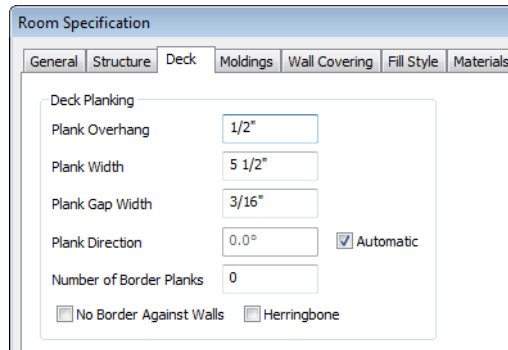 Room Specification
General Structure Deck Moldings Wall Covering Fill Style Materials
Deck Planking
Plank Overhang 1/2"
Plank Width 5 1/2"
Plank Gap Width 3/16"
Plank Direction 0.0° Automatic
Number of Border Planks 0
No Border Against Walls Herringbone